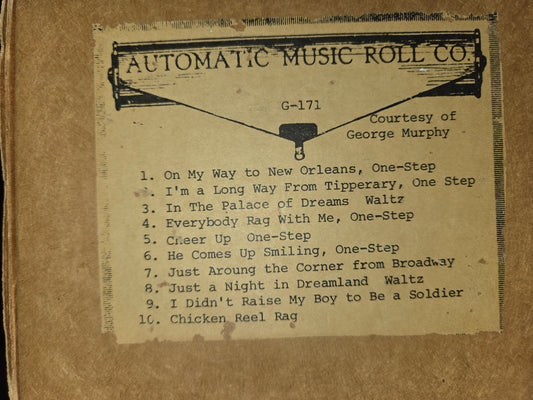 AUTOMATIC MUSIC ROLL CO.
G-171
Courtesy of
George Murphy
1. On My Way to New Orleans, One-Step
2. I'm a Long Way From Tipperary, One Step
3. In The Palace of Dreams Waltz
4. Everybody Rag With Me, One-Step
5. Cheer Up One-Step
6. He Comes Up Smiling, One-Step
7. Just Aroung the Corner from Broadway
8. Just a Night in Dreamland Waltz
9. I Didn't Raise My Boy to Be a Soldier
10. Chicken Reel Rag